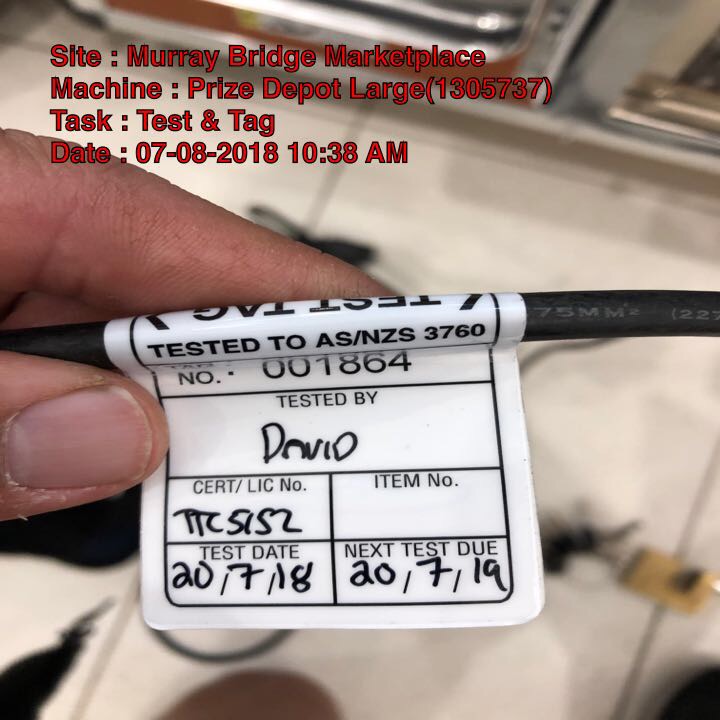 Site : Murray Bridge Marketplace
Machine : Prize Depot Large(1305737)
Task : Test & Tag
Date : 07-08-2018 10:38 AM
TEST TAG
75MM² (227
TESTED TO AS/NZS 3760
NO. 001864
TESTED BY
DAVID
CERT/ LIC No.
ITEM No.
TTC5152
TEST DATE
NEXT TEST DUE
20/7/18
20/7/19